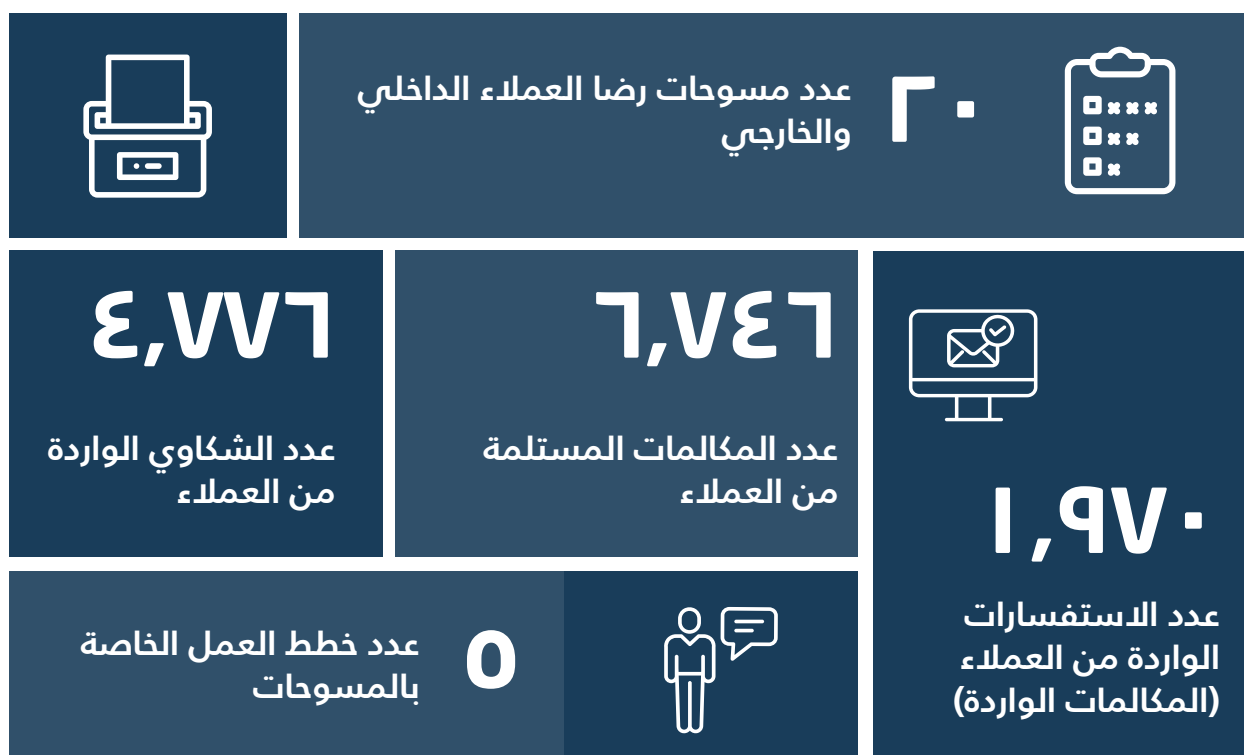 ٢٠
عدد مسوحات رضا العملاء الداخلي
والخارجي
١,٩٧٠
عدد الاستفسارات
الواردة من العملاء
(المكالمات الواردة)
٦,٧٤٦
عدد المكالمات المستلمة
من العملاء
٤,٧٧٦
عدد الشكاوي الواردة
من العملاء
٥
عدد خطط العمل الخاصة
بالمسوحات